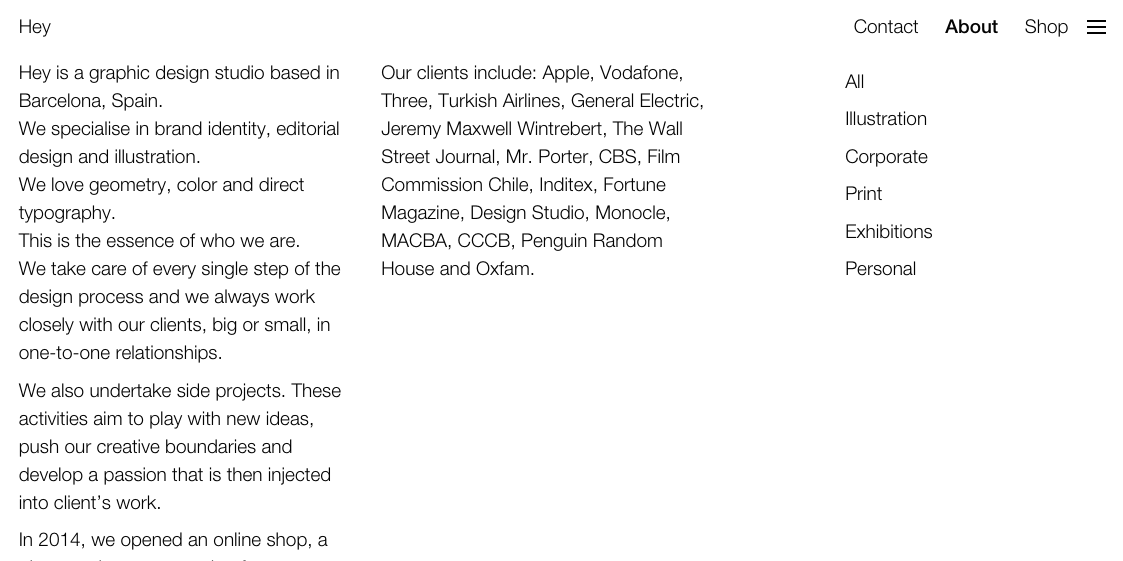 Hey
Contact About Shop
Hey is a graphic design studio based in
Barcelona, Spain.
We specialise in brand identity, editorial
design and illustration.
We love geometry, color and direct
typography.
This is the essence of who we are.
We take care of every single step of the
design process and we always work
closely with our clients, big or small, in
one-to-one relationships.
We also undertake side projects. These
activities aim to play with new ideas,
push our creative boundaries and
develop a passion that is then injected
into client’s work.
In 2014, we opened an online shop, a
Our clients include: Apple, Vodafone,
Three, Turkish Airlines, General Electric,
Jeremy Maxwell Wintrebert, The Wall
Street Journal, Mr. Porter, CBS, Film
Commission Chile, Inditex, Fortune
Magazine, Design Studio, Monocle,
MACBA, CCCB, Penguin Random
House and Oxfam.
All
Illustration
Corporate
Print
Exhibitions
Personal